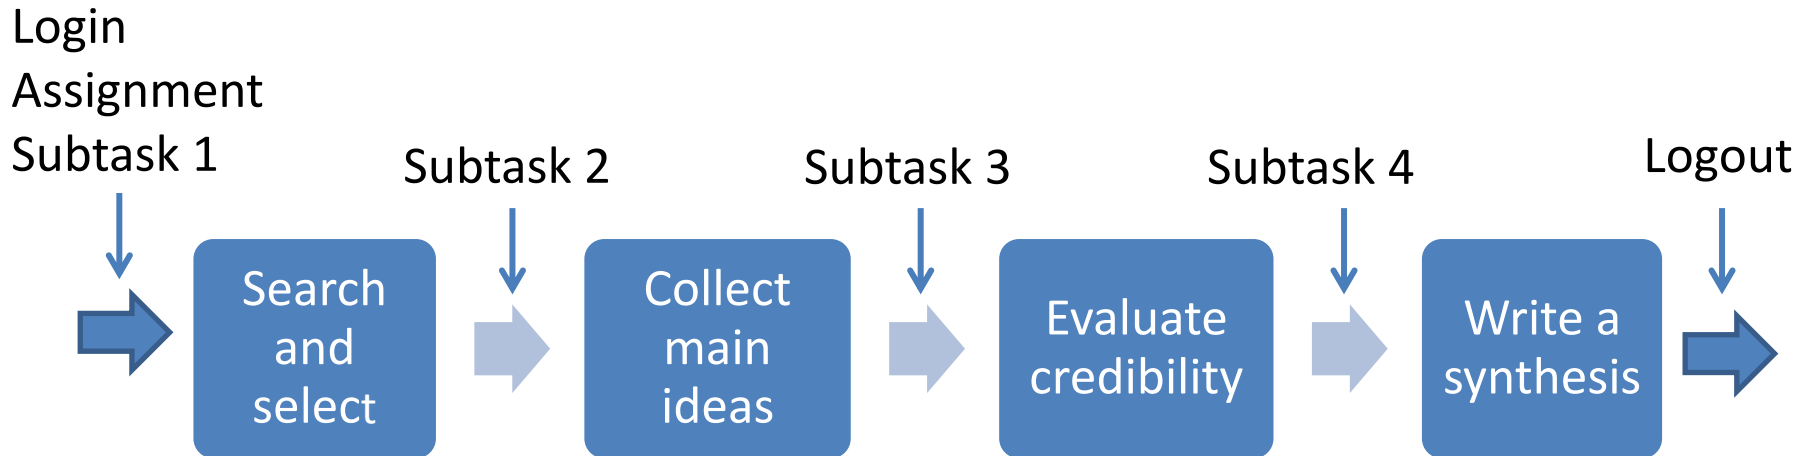 Login
Assignment
Subtask 1
Subtask 2
Subtask 3
Subtask 4
Logout
Search
and
select
Collect
main
ideas
Evaluate
credibility
Write a
synthesis